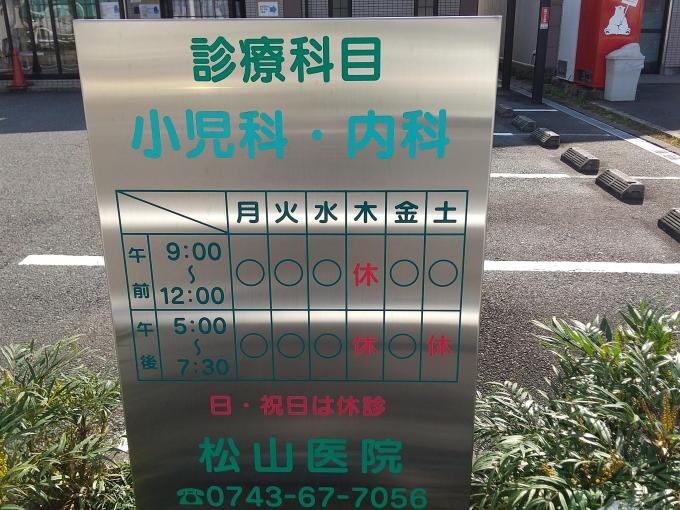 診療科目
小児科・内科
月 火 水 木 金 土
午前 9:00〜12:00 ○ ○ ○ 休 ○ ○
午後 5:00〜7:30 ○ ○ ○ 休 ○ 休
日・祝日は休診
松山医院
☎0743-67-7056